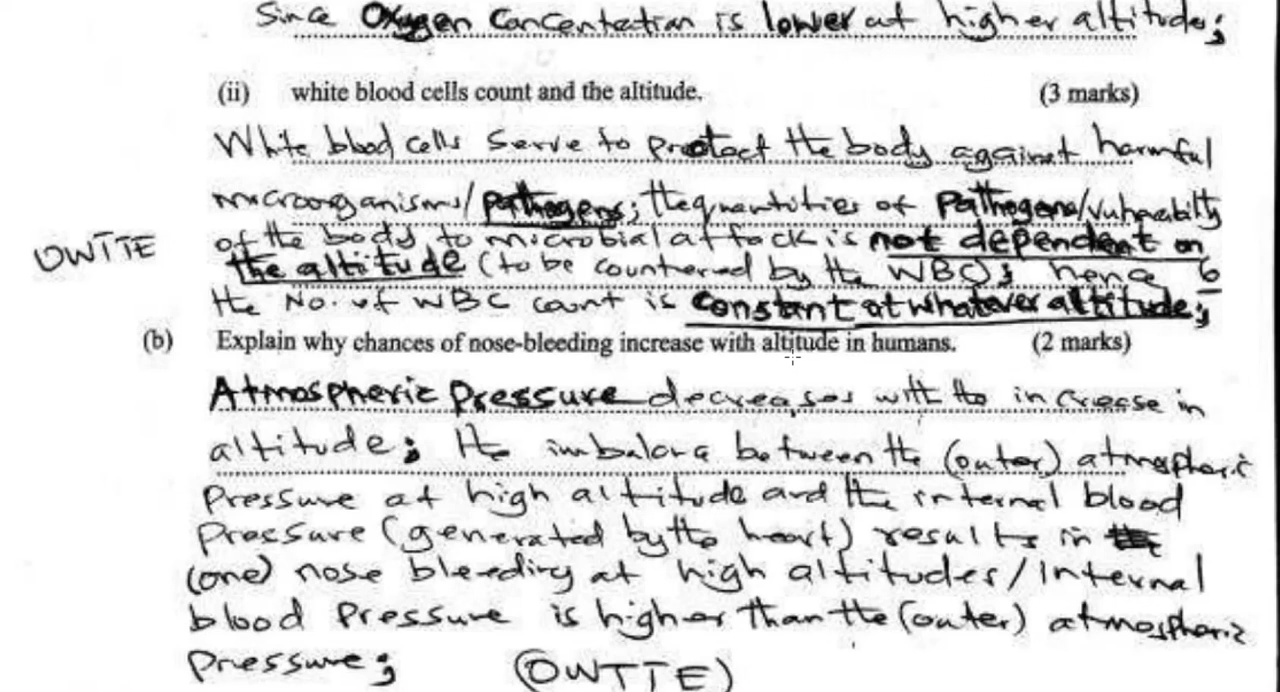 Since Oxygen Concentration is lower at higher altitude;
(ii) white blood cells count and the altitude. (3 marks)
White blood cells serve to protect the body against harmful
microorganisms/pathogens; the quantities of pathogens/vulnerability
OWTTE of the body to microbial attack is not dependent on
the altitude (to be countered by the WBC); hence 6
the No. of WBC count is constant at whatever altitude;
(b) Explain why chances of nose-bleeding increase with altitude in humans. (2 marks)
Atmospheric Pressure decreases with the increase in
altitude; the imbalance between the (outer) atmospheric
Pressure at high altitude and the internal blood
Pressure (generated by the heart) results in
(one) nose bleeding at high altitudes/internal
blood Pressure is higher than the (outer) atmospheric
Pressure; (OWTTE)